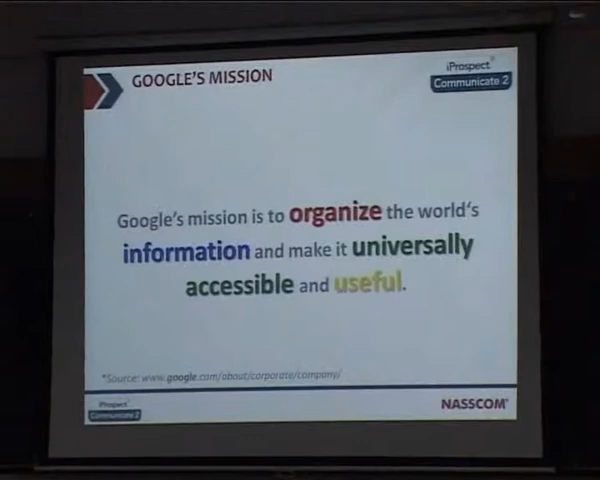 GOOGLE'S MISSION
iProspect
Communicate 2
Google's mission is to organize the world's
information and make it universally
accessible and useful.
*Source: www.google.com/about/corporate/company/
iProspect
Communicate 2
NASSCOM